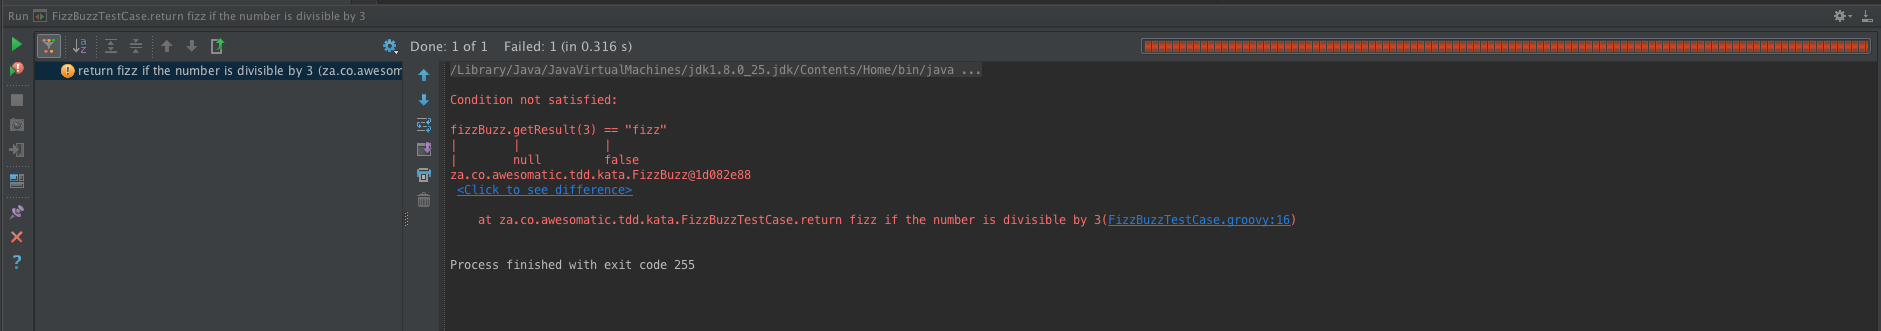 Run FizzBuzzTestCase.return fizz if the number is divisible by 3
Done: 1 of 1 Failed: 1 (in 0.316 s)
return fizz if the number is divisible by 3 (za.co.awesom
/Library/Java/JavaVirtualMachines/jdk1.8.0_25.jdk/Contents/Home/bin/java ...
Condition not satisfied:
fizzBuzz.getResult(3) == "fizz"
| | |
| null false
za.co.awesomatic.tdd.kata.FizzBuzz@1d082e88
<Click to see difference>
at za.co.awesomatic.tdd.kata.FizzBuzzTestCase.return fizz if the number is divisible by 3(FizzBuzzTestCase.groovy:16)
Process finished with exit code 255